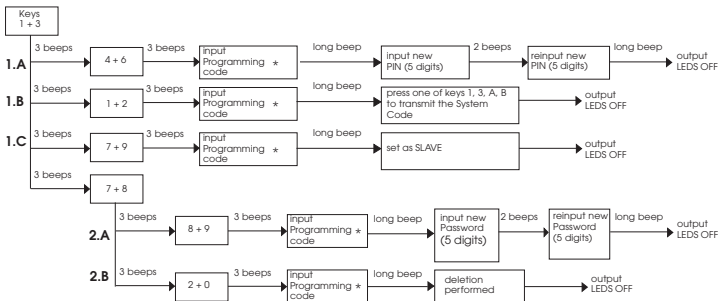 Keys
1 + 3
1.A
3 beeps
4 + 6
3 beeps
input
Programming *
code
long beep
input new
PIN (5 digits)
2 beeps
reinput new
PIN (5 digits)
long beep
output
LEDS OFF
1.B
3 beeps
1 + 2
3 beeps
input
Programming *
code
long beep
press one of keys 1, 3, A, B
to transmit the System
Code
output
LEDS OFF
1.C
3 beeps
7 + 9
3 beeps
input
Programming *
code
long beep
set as SLAVE
output
LEDS OFF
3 beeps
7 + 8
2.A
3 beeps
8 + 9
3 beeps
input
Programming *
code
long beep
input new
Password
(5 digits)
2 beeps
reinput new
Password
(5 digits)
long beep
output
LEDS OFF
2.B
3 beeps
2 + 0
3 beeps
input
Programming *
code
long beep
deletion
performed
output
LEDS OFF